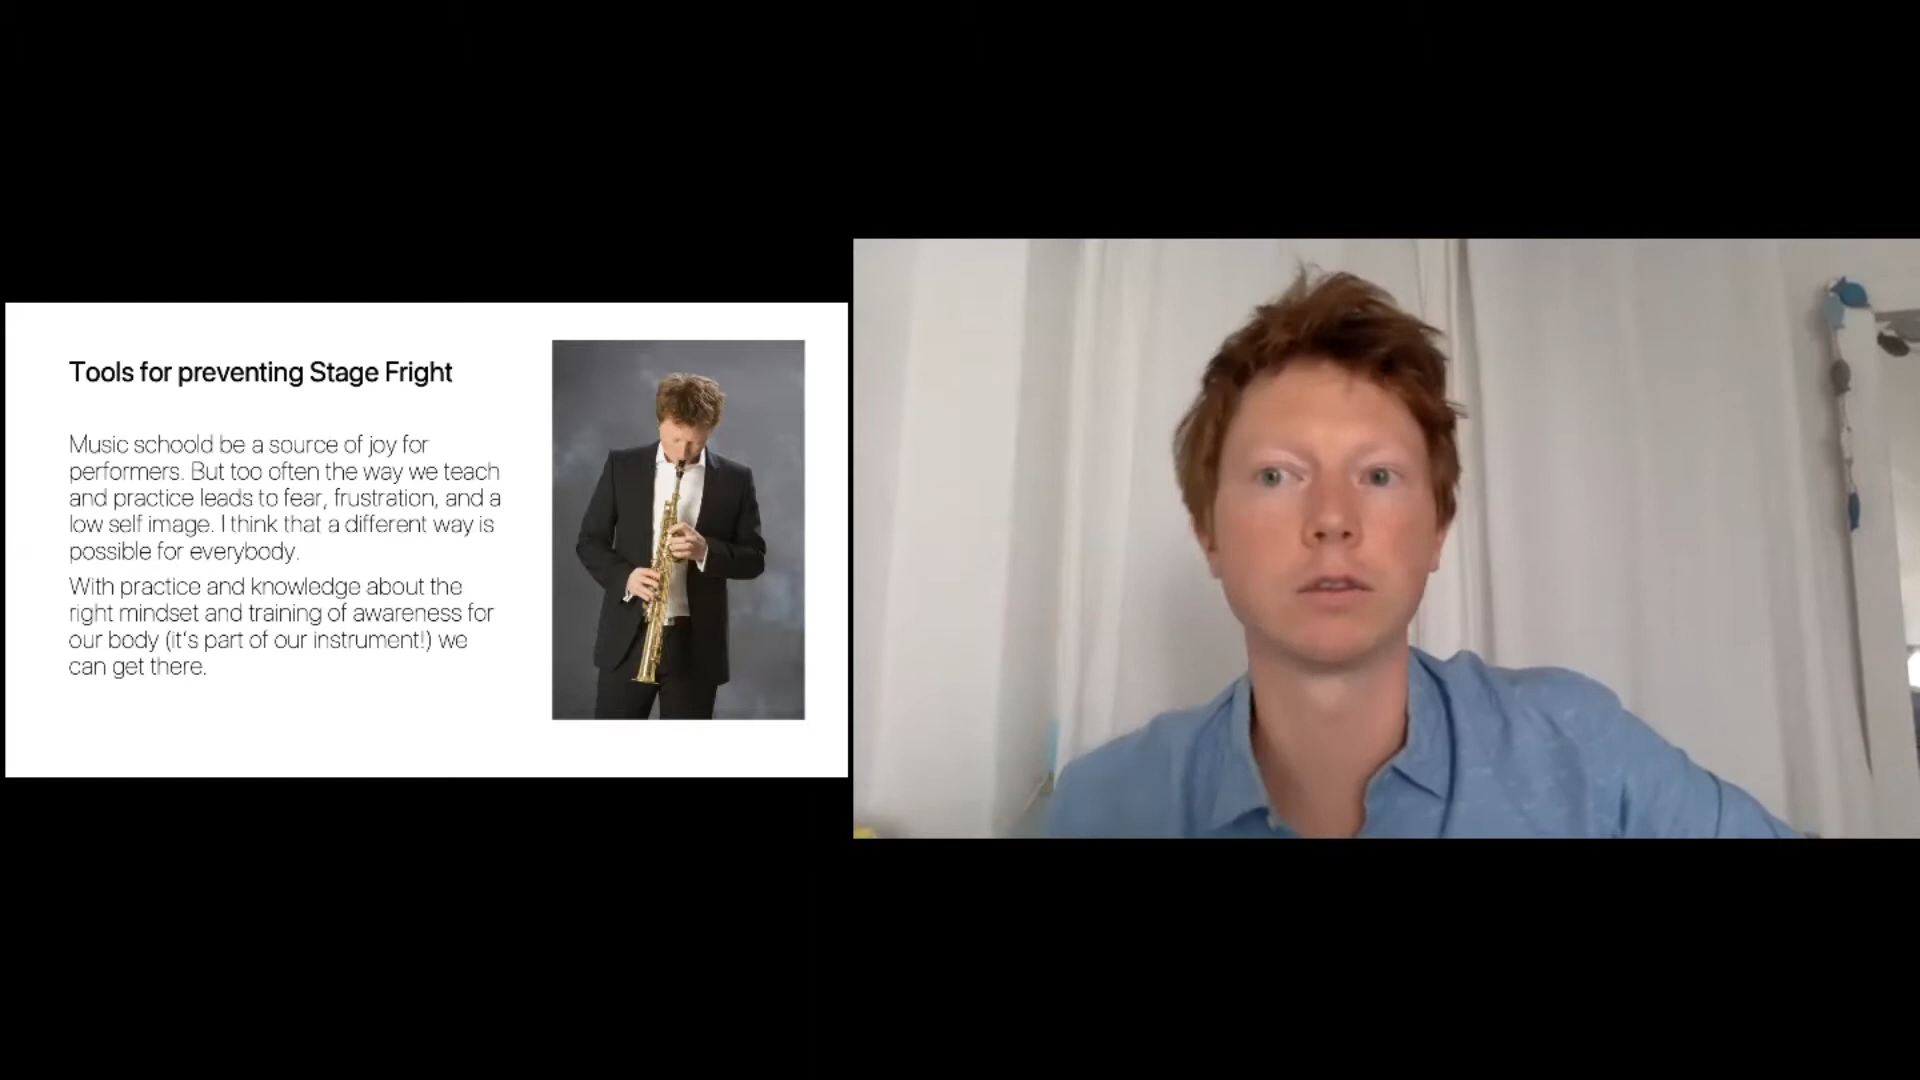 Tools for preventing Stage Fright
Music schoold be a source of joy for
performers. But too often the way we teach
and practice leads to fear, frustration, and a
low self image. I think that a different way is
possible for everybody.
With practice and knowledge about the
right mindset and training of awareness for
our body (it's part of our instrument!) we
can get there.